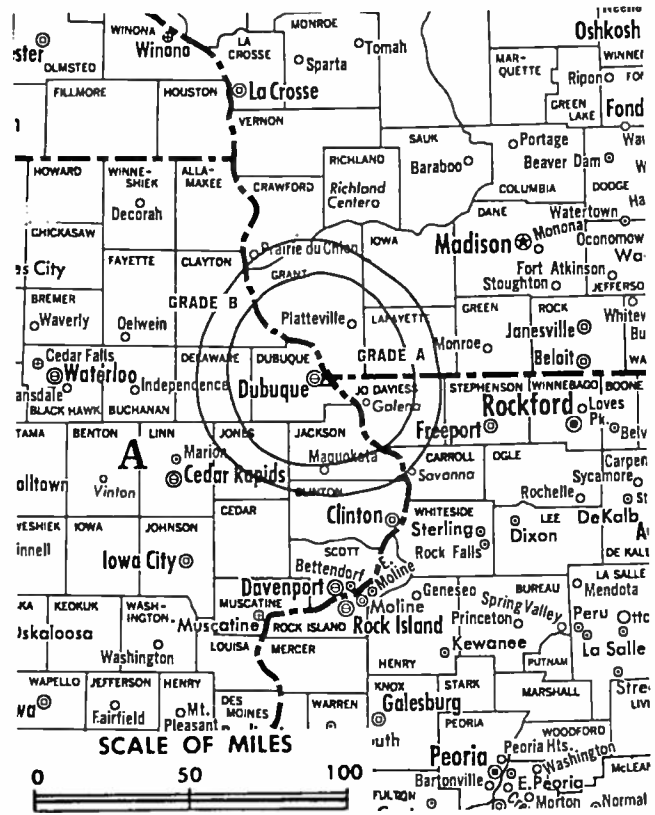 WINONA
Winona
MONROE
Tomah
Oshkosh
LA
CROSSE
Sparta
MAR-
QUETTE
OLMSTED
Ripon
FILLMORE
HOUSTON
La Crosse
GREEN
LAKE
Fond
VERNON
SAUK
Portage
RICHLAND
Baraboo
Beaver Dam
HOWARD
WINNE-
SHIEK
ALLA-
MAKEE
CRAWFORD
Richland
Center
COLUMBIA
DODGE
Decorah
DANE
Watertown
CHICKASAW
Prairie du Chien
IOWA
Madison
Monona
Oconomow
FAYETTE
CLAYTON
GRANT
Fort Atkinson
Stoughton
JEFFERSO
BREMER
GRADE B
Waverly
Oelwein
Platteville
LAFAYETTE
GREEN
ROCK
Janesville
Monroe
Cedar Falls
Waterloo
DELAWARE
DUBUQUE
GRADE A
Beloit
Independence
Dubuque
JO DAVIESS
STEPHENSON
WINNEBAGO
BOONE
BLACK HAWK
BUCHANAN
Galena
Rockford
Loves
Pk.
Freeport
TAMA
BENTON
LINN
JONES
JACKSON
A
Marion
Maquoketa
CARROLL
OGLE
Cedar Rapids
Savanna
Sycamore
Vinton
CLINTON
Rochelle
CEDAR
WHITESIDE
IOWA
JOHNSON
Clinton
Sterling
LEE
DeKalb
Dixon
Rock Falls
SCOTT
Iowa City
Bettendorf
E.
Moline
BUREAU
LA SALLE
Davenport
Geneseo
Mendota
KEOKUK
WASH-
INGTON
MUSCATINE
Moline
Spring Valley
Peru
Muscatine
ROCK ISLAND
Rock Island
Princeton
Washington
LOUISA
MERCER
Kewanee
La Salle
HENRY
PUTNAM
WAPELLO
JEFFERSON
HENRY
KNOX
STARK
MARSHALL
DES
MOINES
WARREN
Galesburg
Fairfield
Mt.
Pleasant
PEORIA
WOODFORD
SCALE OF MILES
Peoria Hts.
Peoria
Washington
0
50
100
Bartonville
E. Peoria
FULTON
Morton
Normal